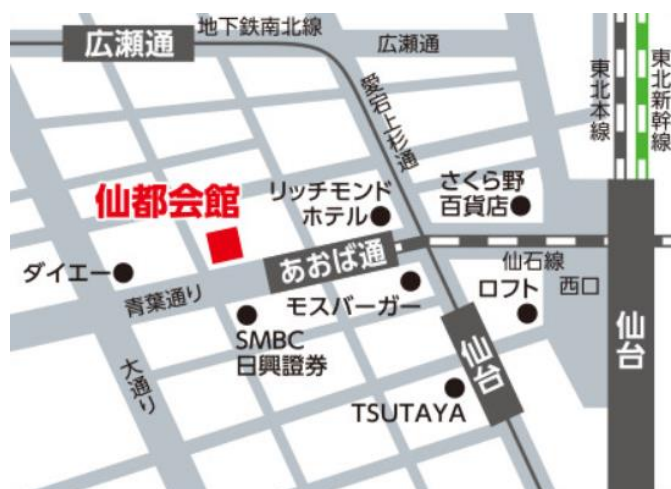 地下鉄南北線
広瀬通
広瀬通
愛宕上杉通
東北本線
東北新幹線
仙都会館
リッチモンド
ホテル
さくら野
百貨店
ダイエー
あおば通
仙石線
西口
青葉通り
モスバーガー
ロフト
SMBC
日興證券
仙台
仙台
大通り
TSUTAYA